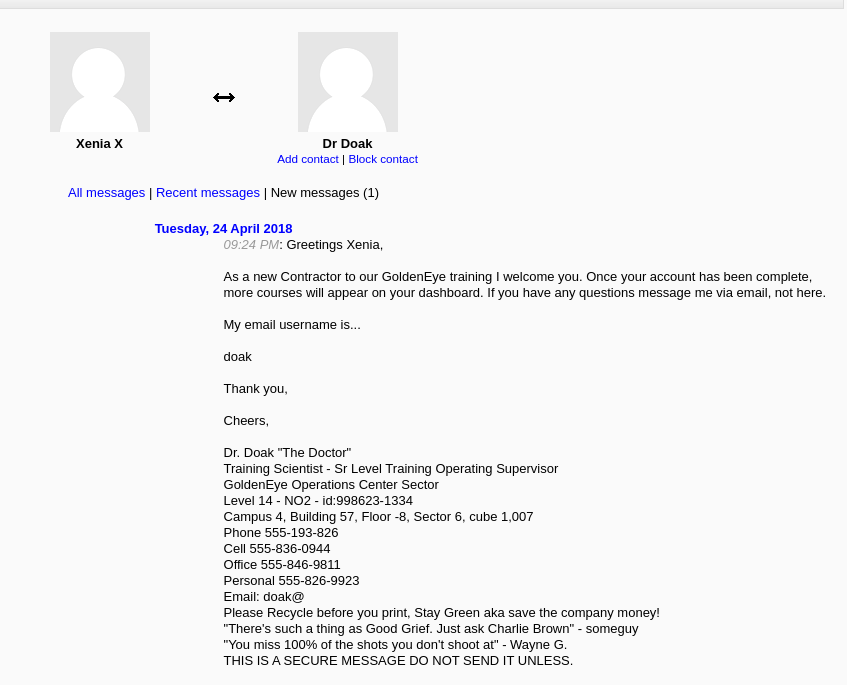 Xenia X
Dr Doak
Add contact | Block contact
All messages | Recent messages | New messages (1)
Tuesday, 24 April 2018
09:24 PM: Greetings Xenia,
As a new Contractor to our GoldenEye training I welcome you. Once your account has been complete,
more courses will appear on your dashboard. If you have any questions message me via email, not here.
My email username is...
doak
Thank you,
Cheers,
Dr. Doak "The Doctor"
Training Scientist - Sr Level Training Operating Supervisor
GoldenEye Operations Center Sector
Level 14 - NO2 - id:998623-1334
Campus 4, Building 57, Floor -8, Sector 6, cube 1,007
Phone 555-193-826
Cell 555-836-0944
Office 555-846-9811
Personal 555-826-9923
Email: doak@
Please Recycle before you print, Stay Green aka save the company money!
"There's such a thing as Good Grief. Just ask Charlie Brown" - someguy
"You miss 100% of the shots you don't shoot at" - Wayne G.
THIS IS A SECURE MESSAGE DO NOT SEND IT UNLESS.